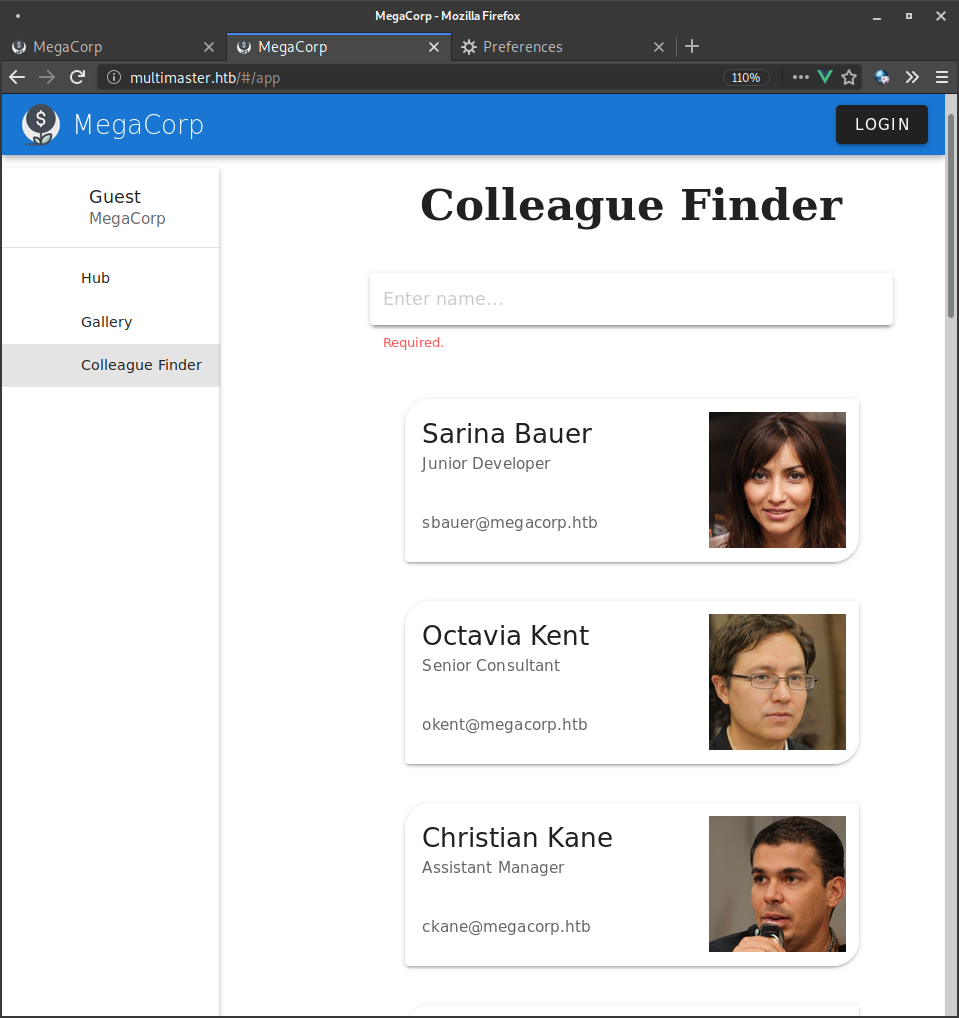 MegaCorp - Mozilla Firefox
MegaCorp
MegaCorp
Preferences
multimaster.htb/#/app
110%
$
MegaCorp
LOGIN
Guest
MegaCorp
Hub
Gallery
Colleague Finder
Colleague Finder
Enter name...
Required.
Sarina Bauer
Junior Developer
sbauer@megacorp.htb
Octavia Kent
Senior Consultant
okent@megacorp.htb
Christian Kane
Assistant Manager
ckane@megacorp.htb